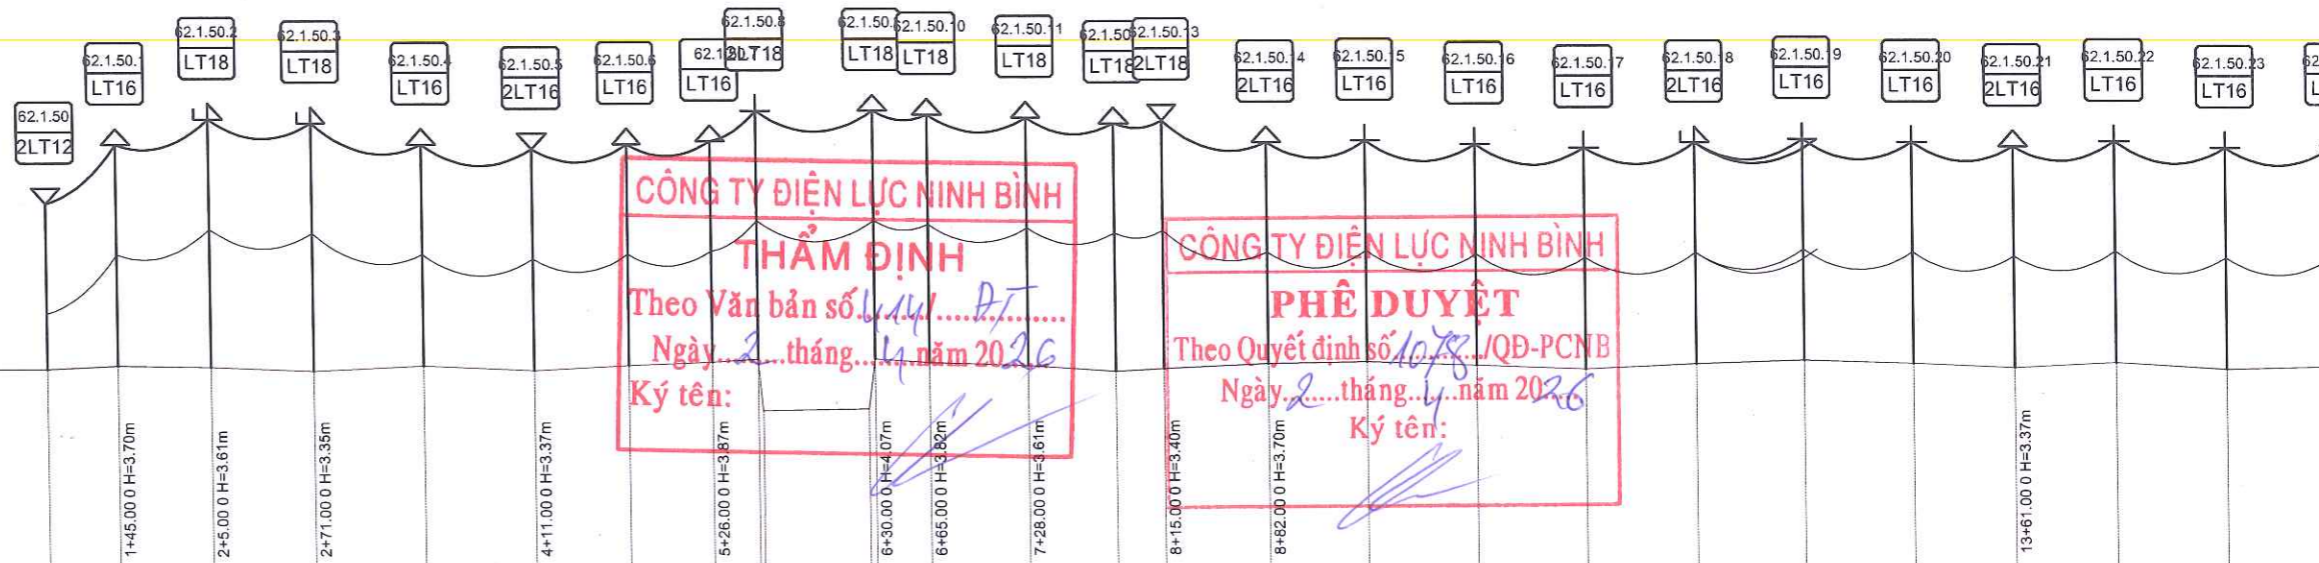 62.1.50
2LT12
62.1.50.1
LT16
62.1.50.2
LT18
62.1.50.3
LT18
62.1.50.4
LT16
62.1.50.5
2LT16
62.1.50.6
LT16
LT16
62.1.50.8
2LT18
LT18
62.1.50.10
LT18
62.1.50.11
LT18
LT18
62.1.50.13
2LT18
62.1.50.14
2LT16
62.1.50.15
LT16
62.1.50.16
LT16
62.1.50.17
LT16
62.1.50.18
2LT16
62.1.50.19
LT16
62.1.50.20
LT16
62.1.50.21
2LT16
62.1.50.22
LT16
62.1.50.23
LT16
CÔNG TY ĐIỆN LỰC NINH BÌNH
THẨM ĐỊNH
Theo Văn bản số 414/ ĐT
Ngày 2 tháng 4 năm 2026
Ký tên:
CÔNG TY ĐIỆN LỰC NINH BÌNH
PHÊ DUYỆT
Theo Quyết định số 1078 /QĐ-PCNB
Ngày 2 tháng 4 năm 2026
Ký tên:
1+45.00 0 H=3.70m
2+5.00 0 H=3.61m
2+71.00 0 H=3.35m
4+11.00 0 H=3.37m
5+26.00 0 H=3.87m
6+30.00 0 H=4.07m
6+65.00 0 H=3.82m
7+28.00 0 H=3.61m
8+15.00 0 H=3.40m
8+82.00 0 H=3.70m
13+61.00 0 H=3.37m